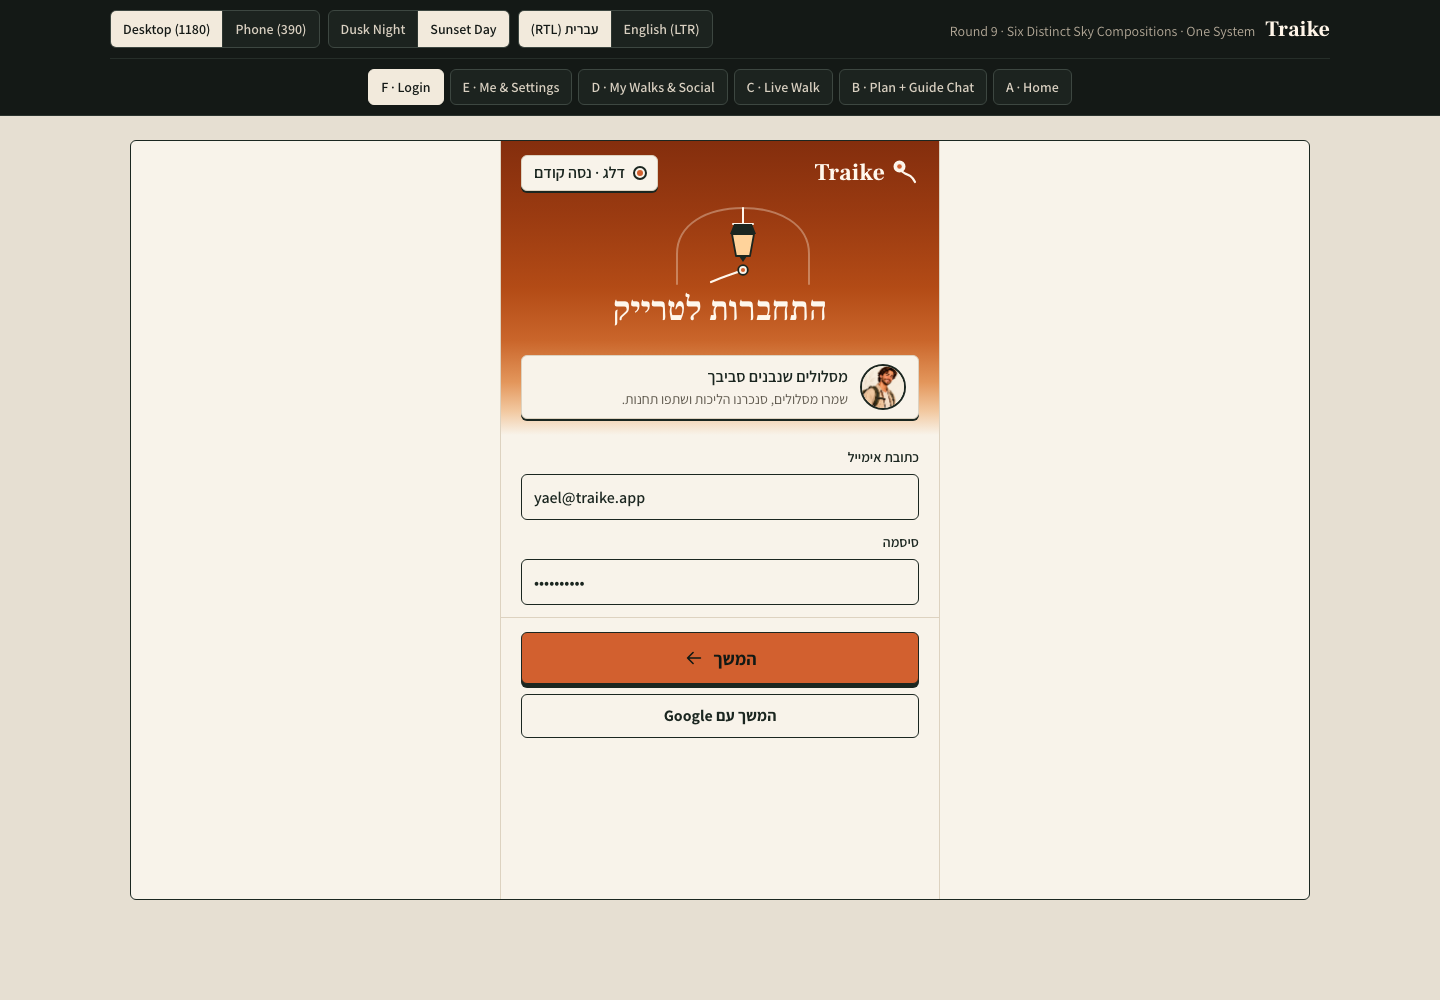 Traike
Round 9 · Six Distinct Sky Compositions · One System
English (LTR)
עברית (RTL)
Sunset Day
Dusk Night
Phone (390)
Desktop (1180)
A · Home
B · Plan + Guide Chat
C · Live Walk
D · My Walks & Social
E · Me & Settings
F · Login
Traike
דלג · נסה קודם
התחברות לטרייק
מסלולים שנבנים סביבך
שמרו מסלולים, סנכרנו הליכות ושתפו תחנות.
כתובת אימייל
yael@traike.app
סיסמה
••••••••••
המשך ←
המשך עם Google